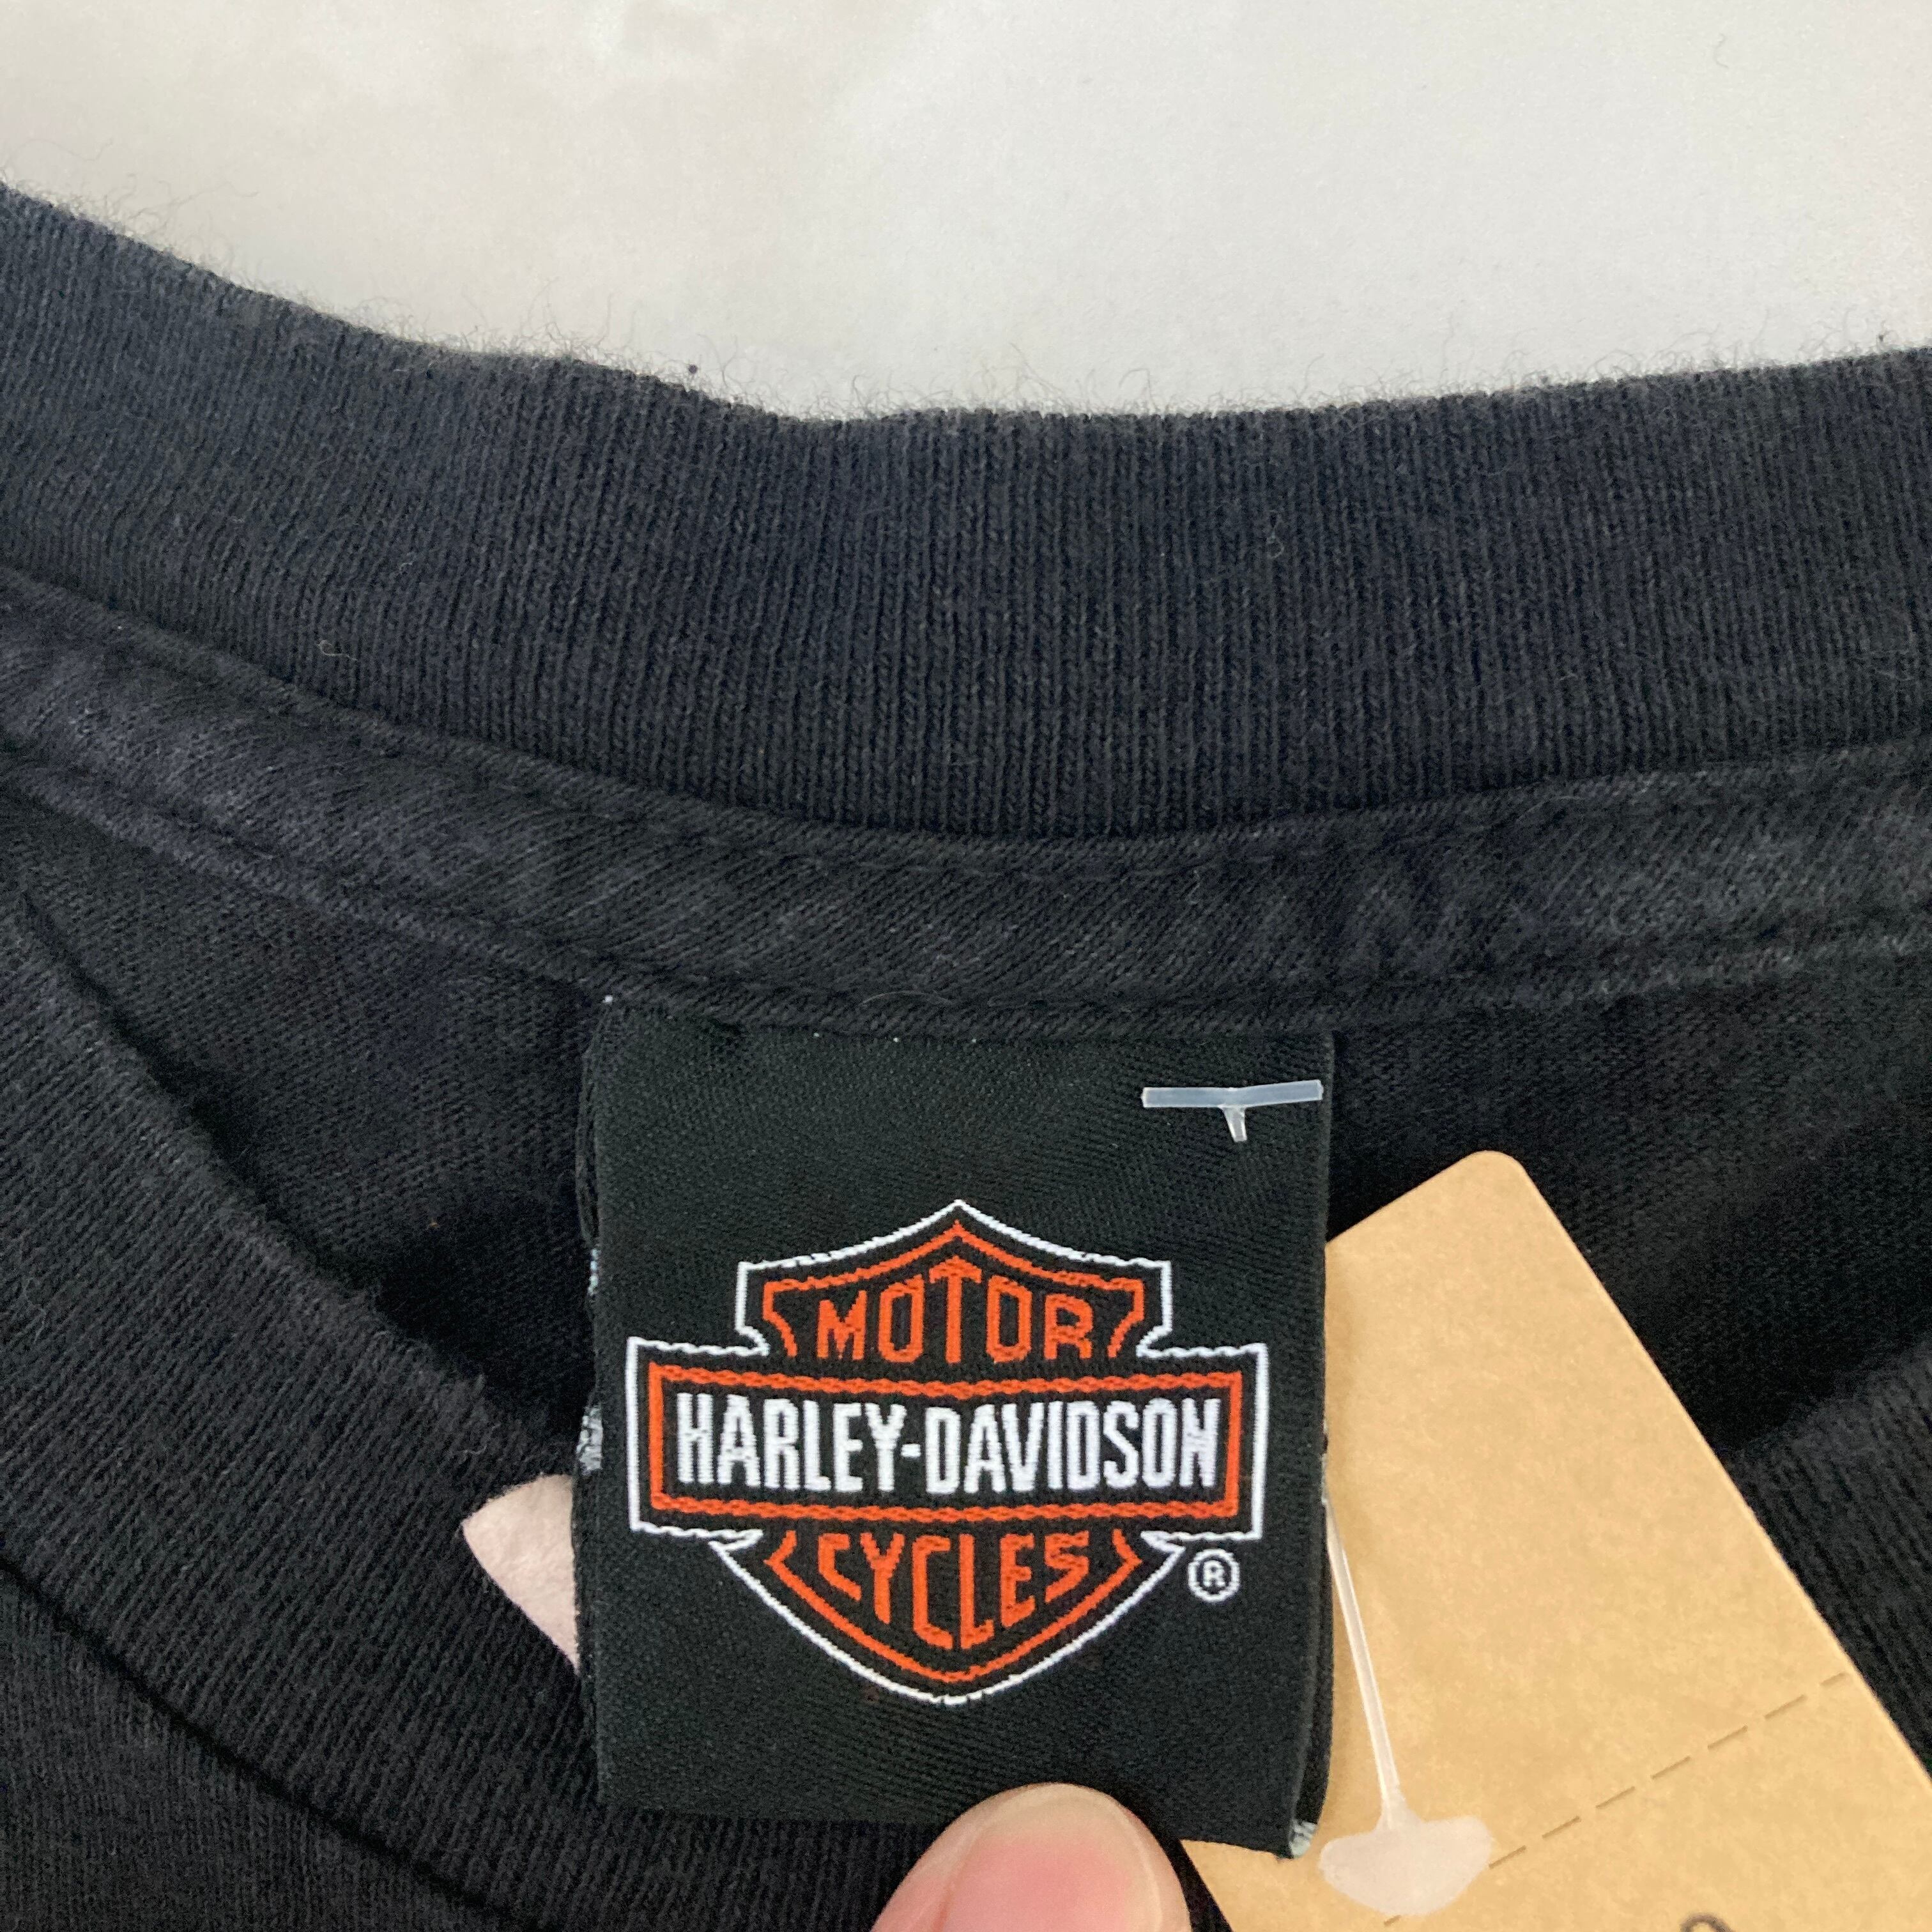 MOTOR
HARLEY-DAVIDSON
CYCLES
®